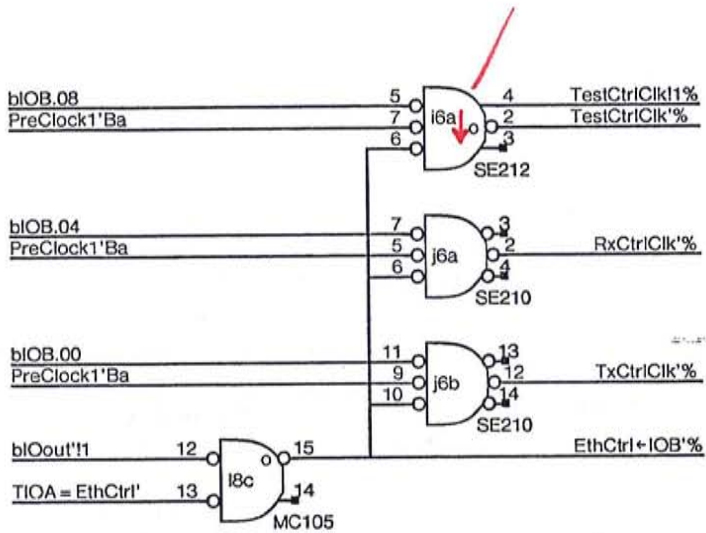 bIOB.08 5 4 TestCtrlClk!1%
PreClock1'Ba 7 i6a o 2 TestCtrlClk'%
6 3
SE212
bIOB.04 7 3
PreClock1'Ba 5 j6a 2 RxCtrlClk'%
6 4
SE210
bIOB.00 11 13
PreClock1'Ba 9 j6b 12 TxCtrlClk'%
10 14
SE210
bIOout'!1 12 o 15 EthCtrl←IOB'%
TIOA = EthCtrl' 13 l8c 14
MC105